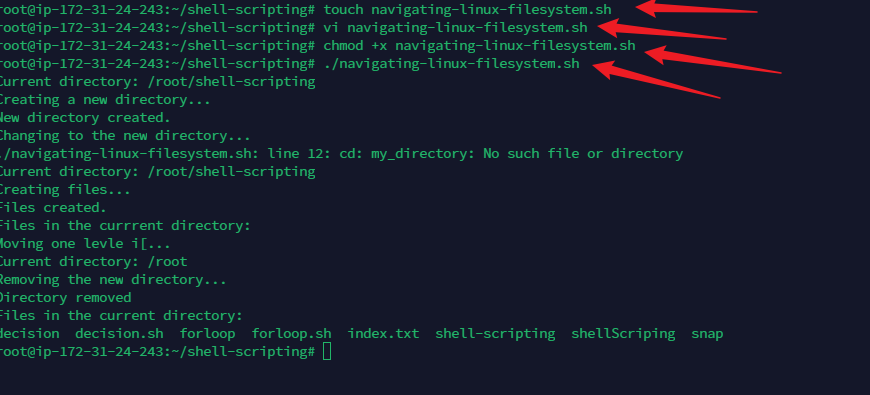 root@ip-172-31-24-243:~/shell-scripting# touch navigating-linux-filesystem.sh
root@ip-172-31-24-243:~/shell-scripting# vi navigating-linux-filesystem.sh
root@ip-172-31-24-243:~/shell-scripting# chmod +x navigating-linux-filesystem.sh
root@ip-172-31-24-243:~/shell-scripting# ./navigating-linux-filesystem.sh
Current directory: /root/shell-scripting
Creating a new directory...
New directory created.
Changing to the new directory...
./navigating-linux-filesystem.sh: line 12: cd: my_directory: No such file or directory
Current directory: /root/shell-scripting
Creating files...
Files created.
Files in the currrent directory:
Moving one levle i[...
Current directory: /root
Removing the new directory...
Directory removed
Files in the current directory:
decision  decision.sh  forloop  forloop.sh  index.txt  shell-scripting  shellScriping  snap
root@ip-172-31-24-243:~/shell-scripting#